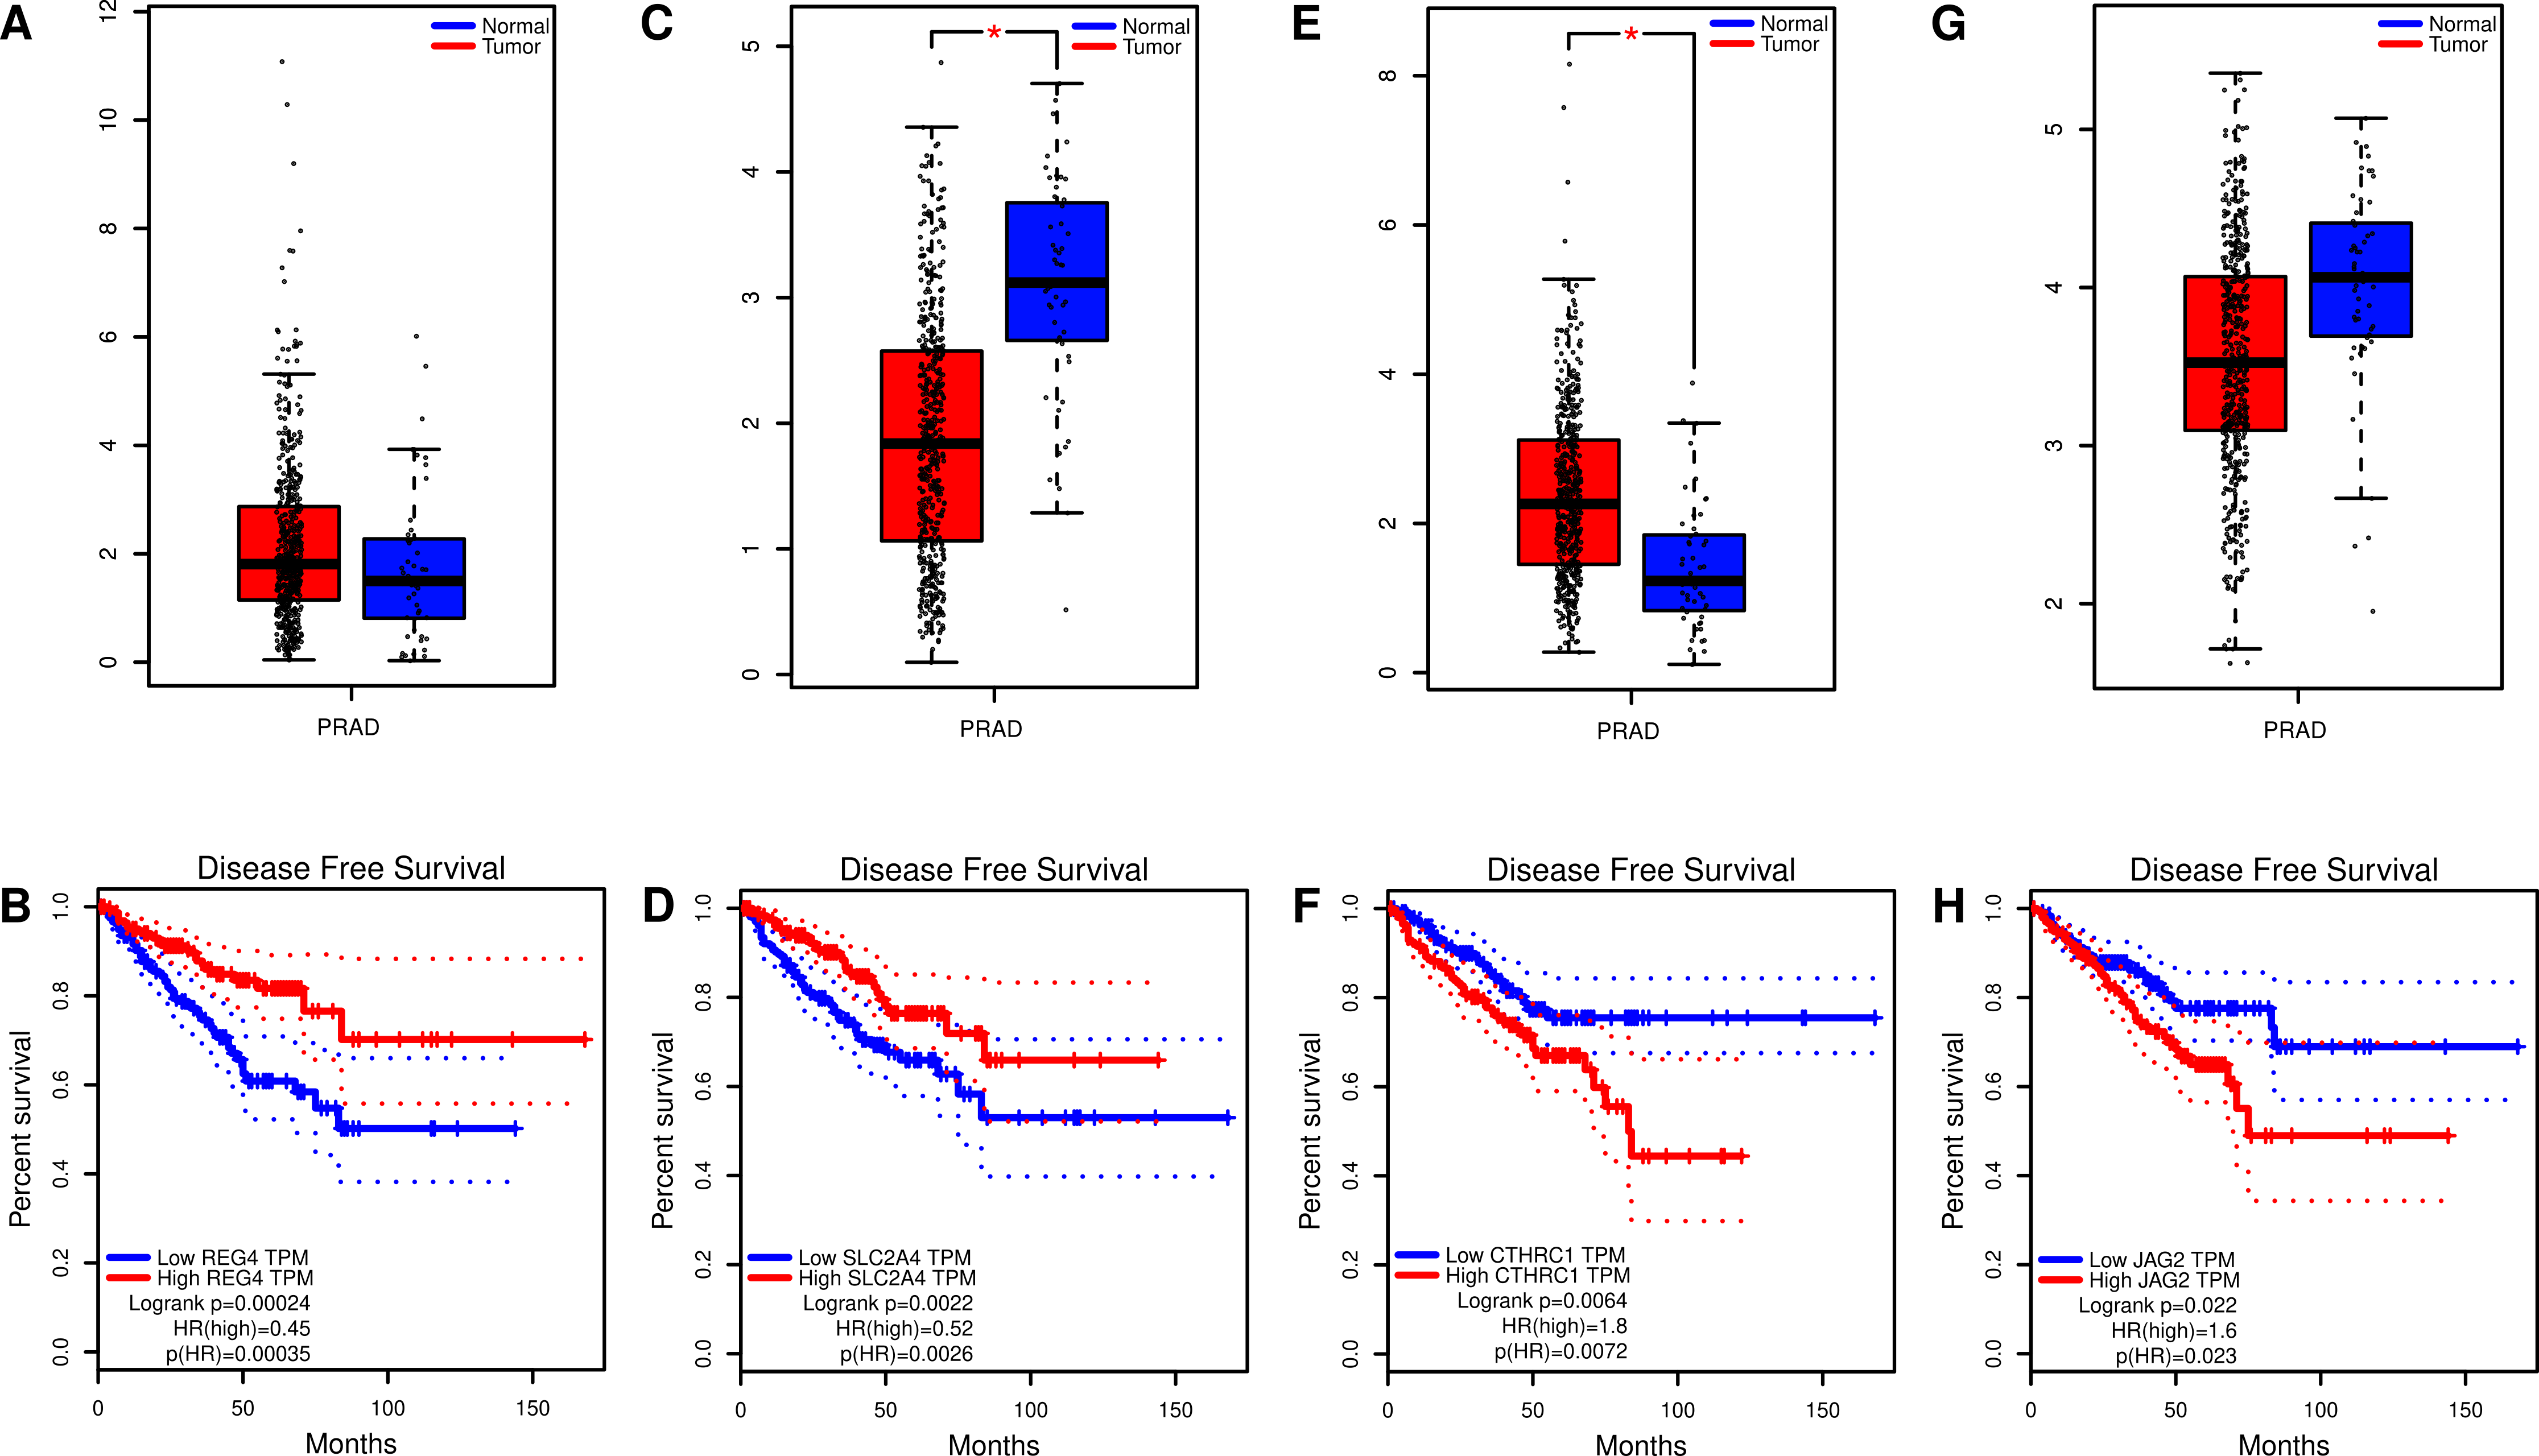 A
Normal
Tumor
12
10
8
6
4
2
0
PRAD
C
Normal
Tumor
*
5
4
3
2
1
0
PRAD
E
Normal
Tumor
*
8
6
4
2
0
PRAD
G
Normal
Tumor
5
4
3
2
PRAD
B
Disease Free Survival
Percent survival
1.0
0.8
0.6
0.4
0.2
0.0
Low REG4 TPM
High REG4 TPM
Logrank p=0.00024
HR(high)=0.45
p(HR)=0.00035
0 50 100 150
Months
D
Disease Free Survival
Percent survival
1.0
0.8
0.6
0.4
0.2
0.0
Low SLC2A4 TPM
High SLC2A4 TPM
Logrank p=0.0022
HR(high)=0.52
p(HR)=0.0026
0 50 100 150
Months
F
Disease Free Survival
Percent survival
1.0
0.8
0.6
0.4
0.2
0.0
Low CTHRC1 TPM
High CTHRC1 TPM
Logrank p=0.0064
HR(high)=1.8
p(HR)=0.0072
0 50 100 150
Months
H
Disease Free Survival
Percent survival
1.0
0.8
0.6
0.4
0.2
0.0
Low JAG2 TPM
High JAG2 TPM
Logrank p=0.022
HR(high)=1.6
p(HR)=0.023
0 50 100 150
Months